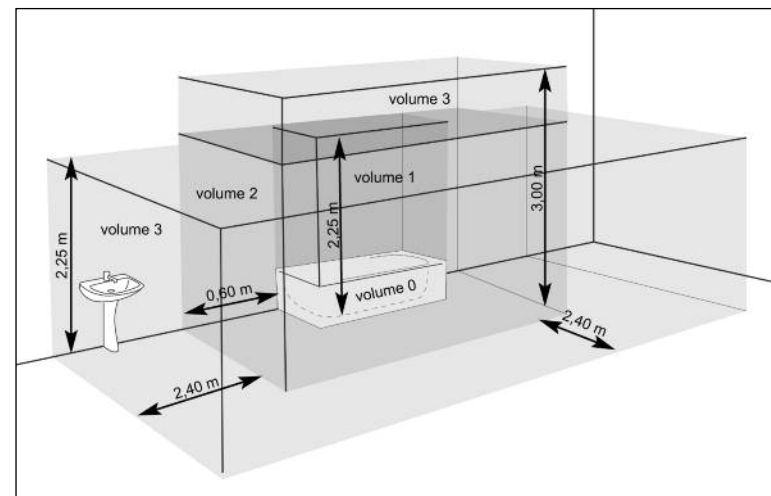 volume 3
volume 2
volume 1
volume 3
2,25 m
2,25 m
3,00 m
0,60 m
volume 0
2,40 m
2,40 m